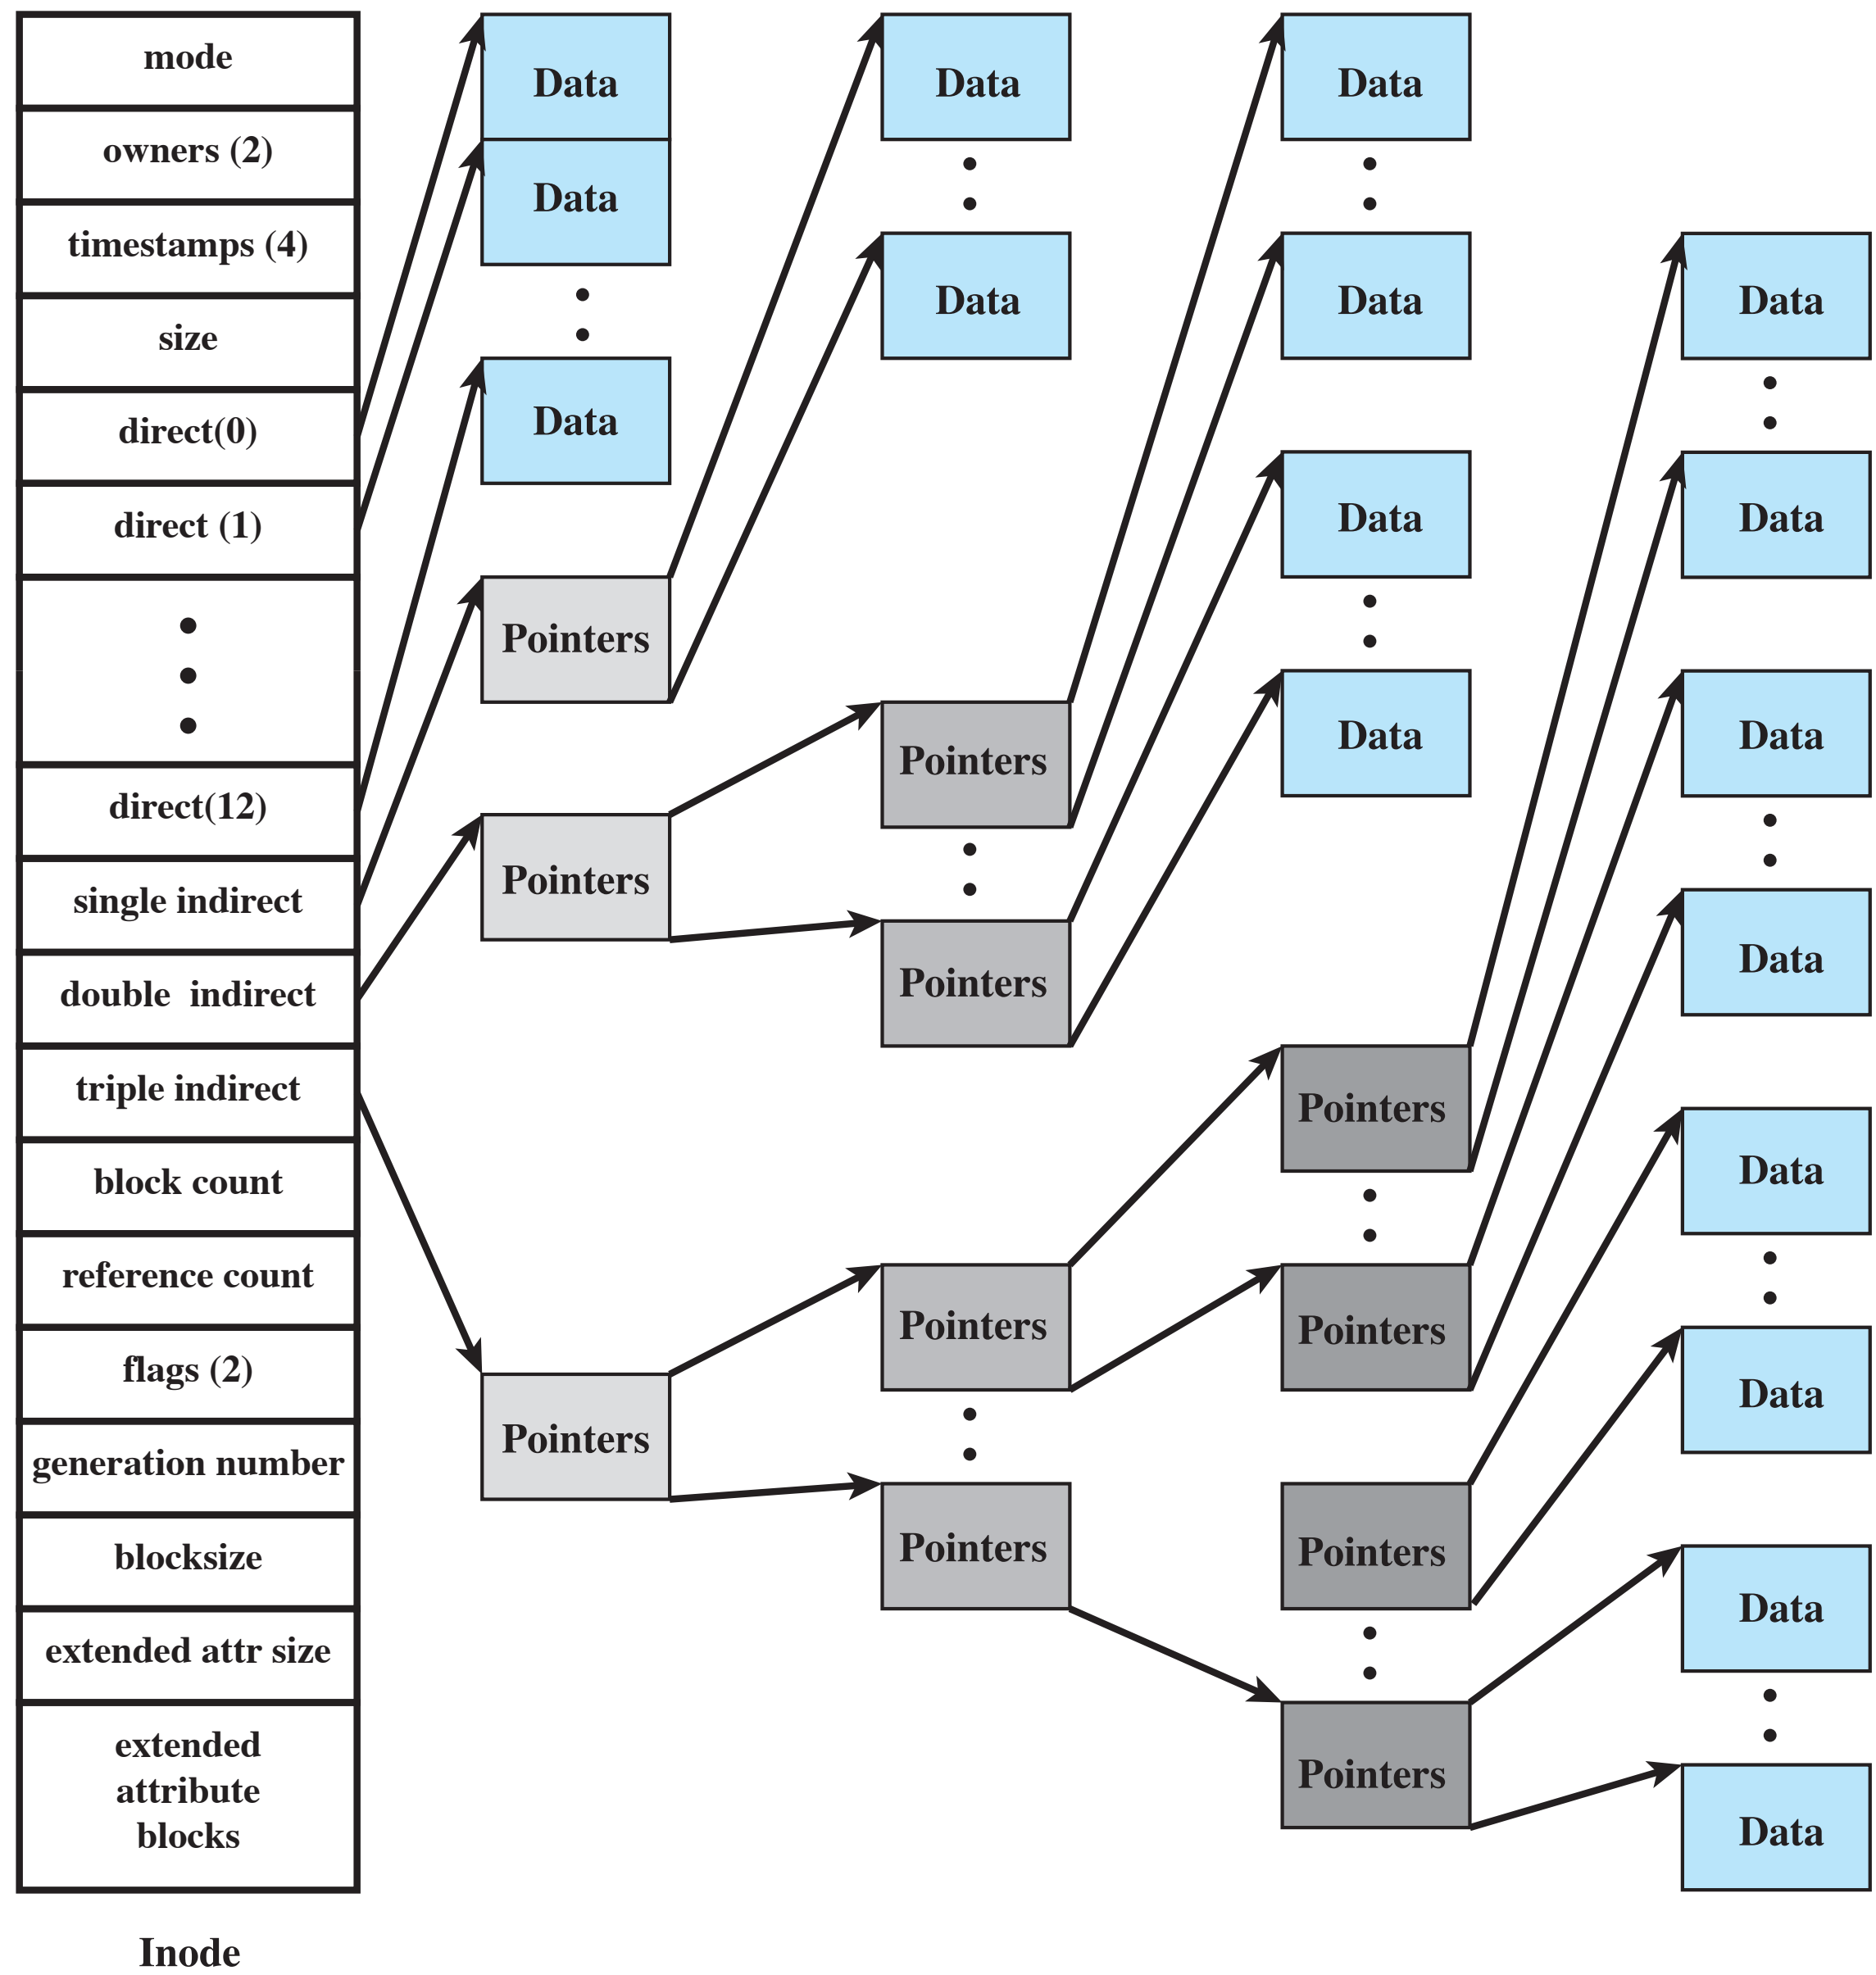 mode
owners (2)
timestamps (4)
size
direct(0)
direct (1)
direct(12)
single indirect
double indirect
triple indirect
block count
reference count
flags (2)
generation number
blocksize
extended attr size
extended
attribute
blocks
Inode
Data
Data
Data
Pointers
Pointers
Pointers
Data
Data
Pointers
Pointers
Pointers
Pointers
Data
Data
Data
Data
Pointers
Pointers
Pointers
Pointers
Data
Data
Data
Data
Data
Data
Data
Data